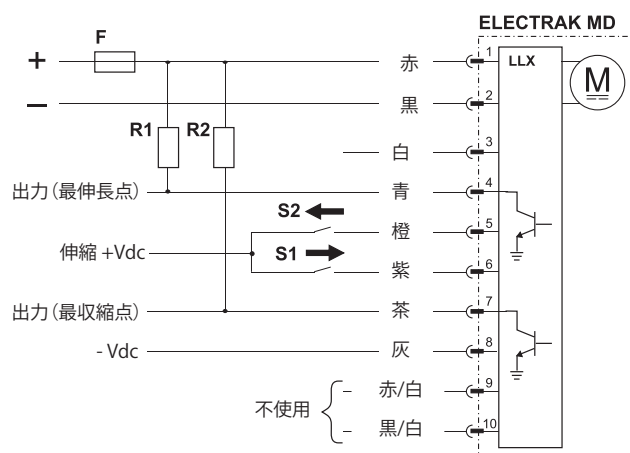 ELECTRAK MD
F
+
赤
1
LLX
M
−
黒
2
R1
R2
白
3
出力（最伸長点）
青
4
S2
橙
5
伸縮 +Vdc
S1
紫
6
出力（最収縮点）
茶
7
- Vdc
灰
8
赤/白
9
不使用
黒/白
10